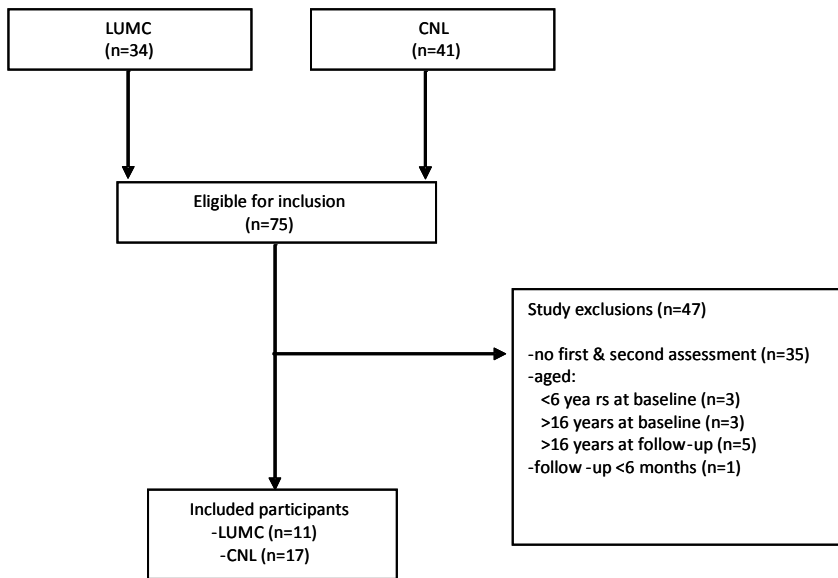 LUMC
(n=34)
CNL
(n=41)
Eligible for inclusion
(n=75)
Study exclusions (n=47)
-no first & second assessment (n=35)
-aged:
<6 yea rs at baseline (n=3)
>16 years at baseline (n=3)
>16 years at follow-up (n=5)
-follow -up <6 months (n=1)
Included participants
-LUMC (n=11)
-CNL (n=17)